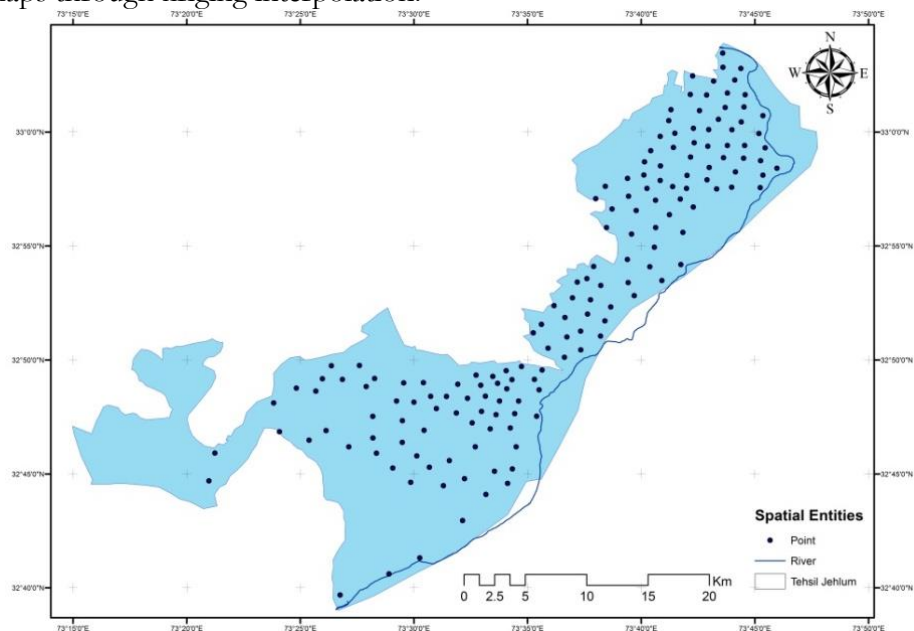 maps through kriging interpolation.
73°15'0"E 73°20'0"E 73°25'0"E 73°30'0"E 73°35'0"E 73°40'0"E 73°45'0"E 73°50'0"E
N
W E
S
33°0'0"N 33°0'0"N
32°55'0"N 32°55'0"N
32°50'0"N 32°50'0"N
32°45'0"N 32°45'0"N
Spatial Entities
Point
River
Tehsil Jehlum
32°40'0"N 32°40'0"N
Km
0 2.5 5 10 15 20
73°15'0"E 73°20'0"E 73°25'0"E 73°30'0"E 73°35'0"E 73°40'0"E 73°45'0"E 73°50'0"E